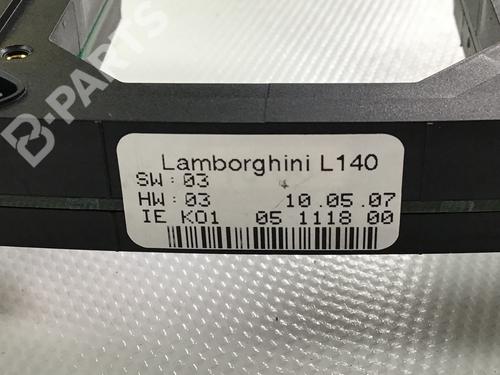 B-PARTS
Lamborghini L140
SW:03
HW:03 10.05.07
IE K01 05 1118 00